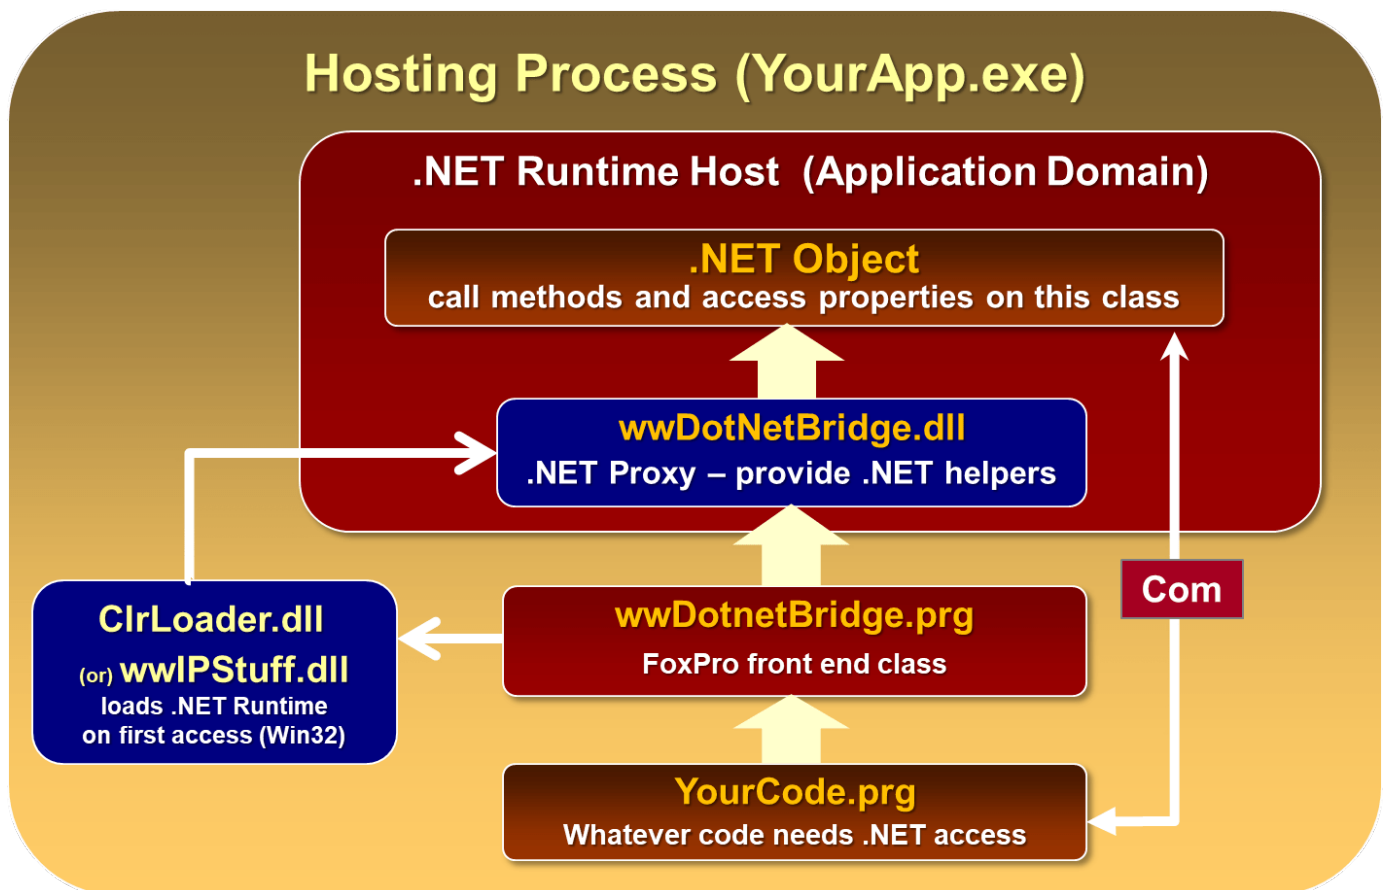 Hosting Process (YourApp.exe)
.NET Runtime Host (Application Domain)
.NET Object
call methods and access properties on this class
wwDotNetBridge.dll
.NET Proxy – provide .NET helpers
Com
ClrLoader.dll
(or) wwIPStuff.dll
loads .NET Runtime
on first access (Win32)
wwDotnetBridge.prg
FoxPro front end class
YourCode.prg
Whatever code needs .NET access